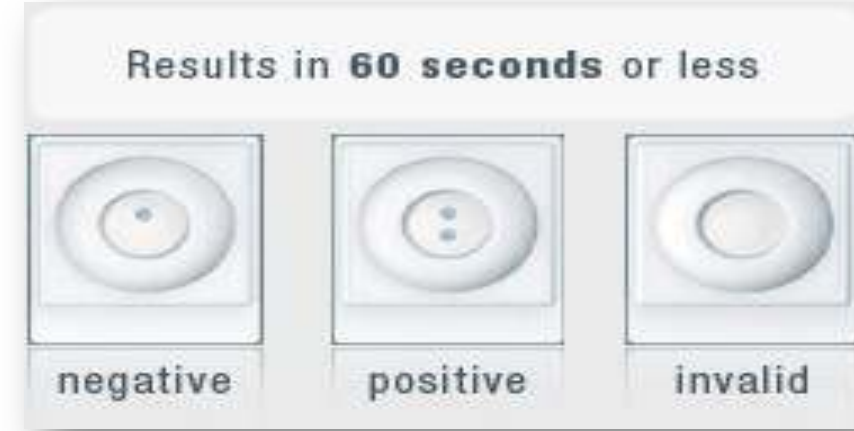 Results in 60 seconds or less
negative positive invalid